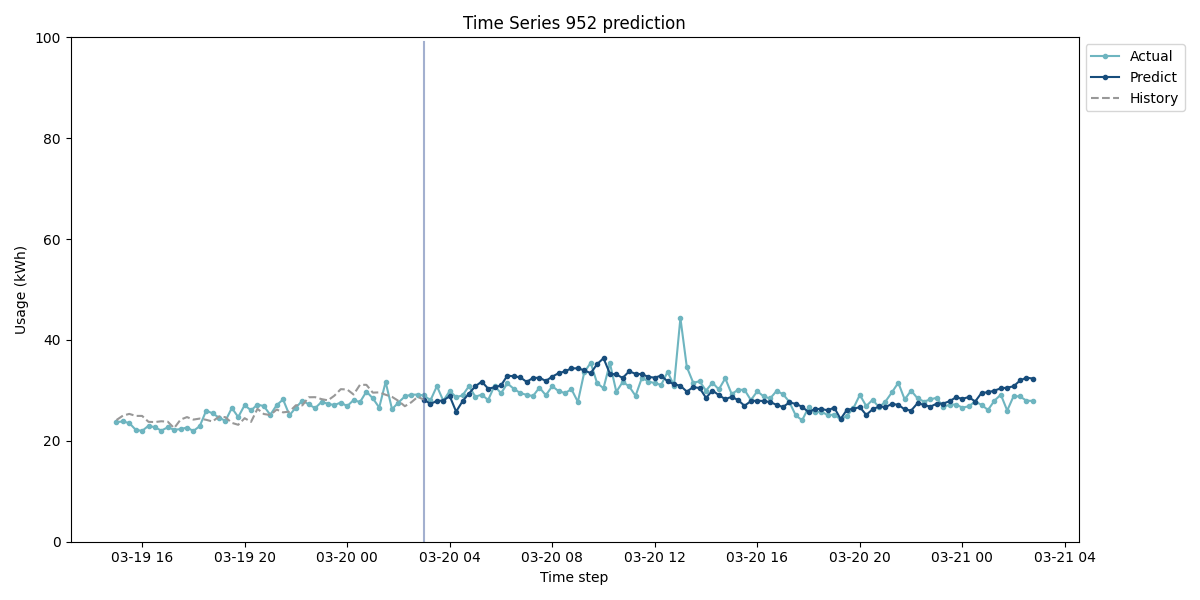 Time Series 952 prediction
100
80
60
40
20
0
Usage (kWh)
03-19 16
03-19 20
03-20 00
03-20 04
03-20 08
03-20 12
03-20 16
03-20 20
03-21 00
03-21 04
Time step
Actual
Predict
History